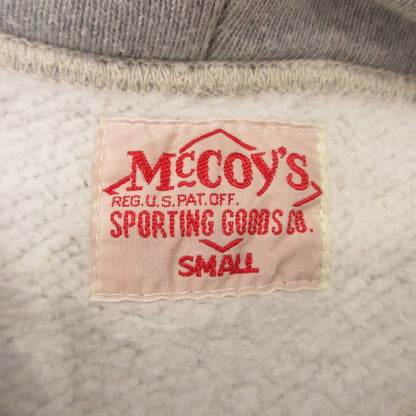 McCOY'S
REG. U.S. PAT. OFF.
SPORTING GOODS CO.
SMALL